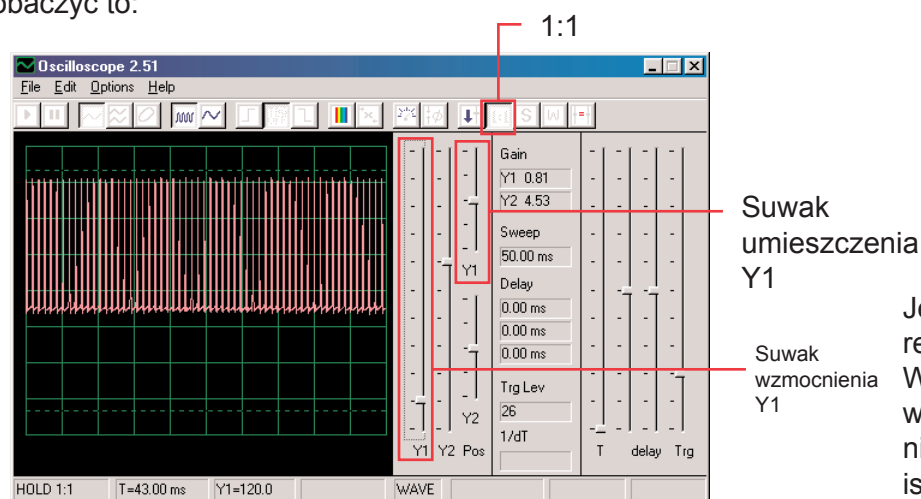 obaczyć to:
1:1
Oscilloscope 2.51
File Edit Options Help
S W
Gain
Y1 0.81
Y2 4.53
Sweep
50.00 ms
Delay
0.00 ms
0.00 ms
0.00 ms
Trg Lev
26
1/dT
Y1
Y2
Y1 Y2 Pos
T delay Trg
HOLD 1:1 T=43.00 ms Y1=120.0 WAVE
Suwak
umieszczenia
Y1
Suwak
wzmocnienia
Y1
Je
re
W
w
ni
is